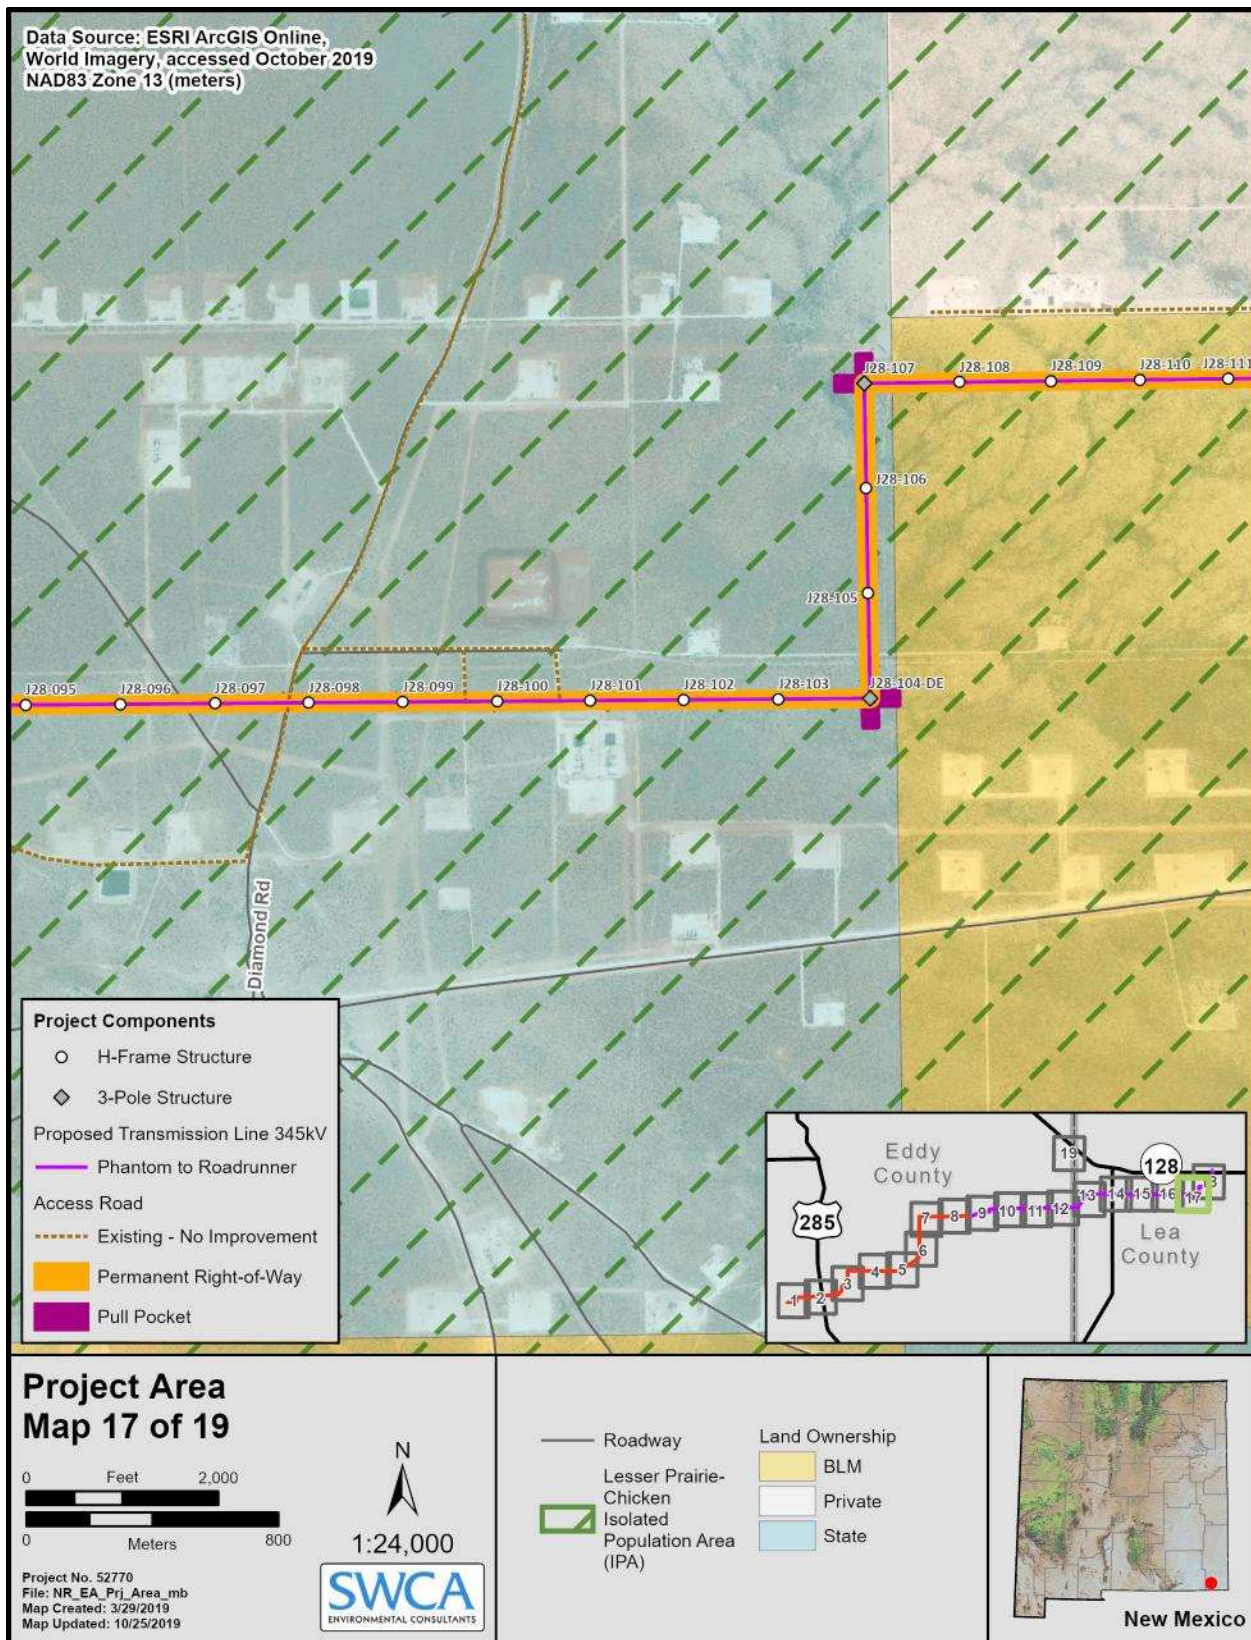 Data Source: ESRI ArcGIS Online,
World Imagery, accessed October 2019
NAD83 Zone 13 (meters)
J28-107
J28-108
J28-109
J28-110
J28-111
J28-106
J28-105
J28-095
J28-096
J28-097
J28-098
J28-099
J28-100
J28-101
J28-102
J28-103
J28-104-DE
Diamond Rd
Project Components
H-Frame Structure
3-Pole Structure
Proposed Transmission Line 345kV
Phantom to Roadrunner
Access Road
Existing - No Improvement
Permanent Right-of-Way
Pull Pocket
Eddy
County
285
128
Lea
County
1
2
3
4
5
6
7
8
9
10
11
12
13
14
15
16
17
19
Project Area
Map 17 of 19
0 Feet 2,000
0 Meters 800
Project No. 52770
File: NR_EA_Prj_Area_mb
Map Created: 3/29/2019
Map Updated: 10/25/2019
N
1:24,000
SWCA
ENVIRONMENTAL CONSULTANTS
Roadway
Lesser Prairie-
Chicken
Isolated
Population Area
(IPA)
Land Ownership
BLM
Private
State
New Mexico